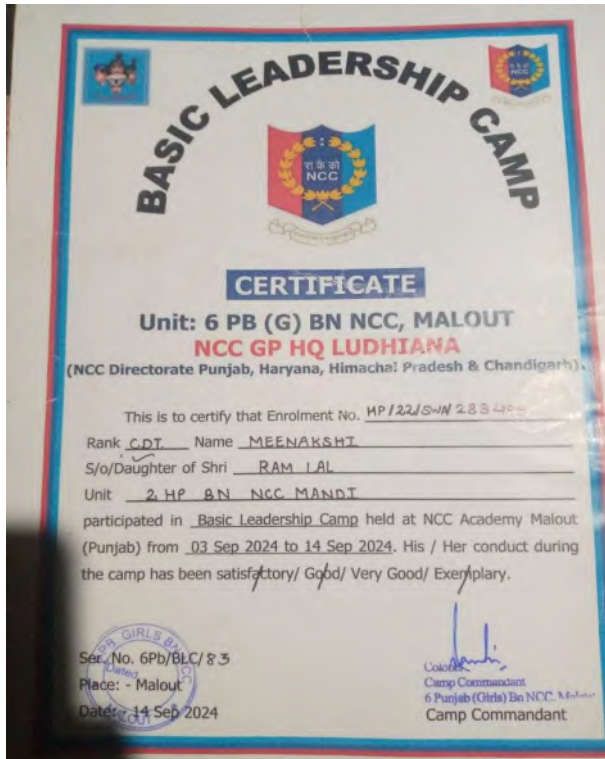 BASIC LEADERSHIP CAMP
NCC
रा कै को
NCC
CERTIFICATE
Unit: 6 PB (G) BN NCC, MALOUT
NCC GP HQ LUDHIANA
(NCC Directorate Punjab, Haryana, Himachal Pradesh & Chandigarh).
This is to certify that Enrolment No. HP/22/SWN
Rank CDT. Name MEENAKSHI
S/o/Daughter of Shri RAM LAL
Unit 2 HP BN NCC MANDI
participated in Basic Leadership Camp held at NCC Academy Malout
(Punjab) from 03 Sep 2024 to 14 Sep 2024. His / Her conduct during
the camp has been satisfactory/ Good/ Very Good/ Exemplary.
Ser. No. 6Pb/BLC/83
Place: - Malout
Date: 14 Sep 2024
GIRLS BN
Dated
Colonel
Camp Commandant
6 Punjab (Girls) Bn NCC, Malout
Camp Commandant